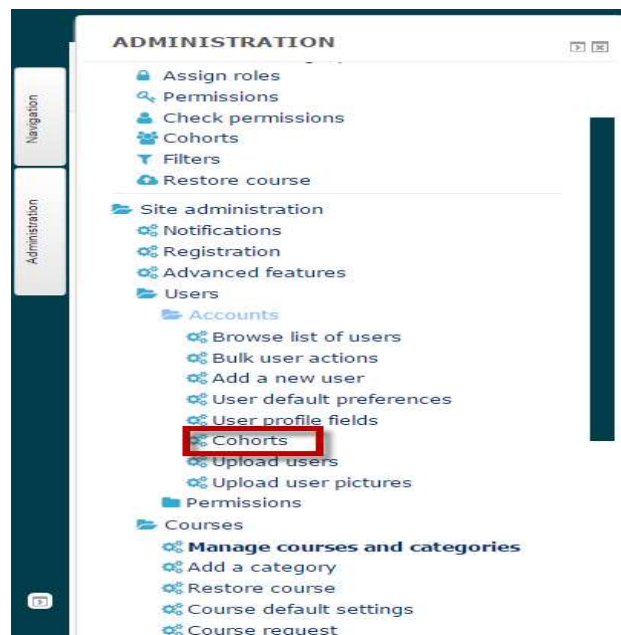 ADMINISTRATION
Assign roles
Permissions
Check permissions
Cohorts
Filters
Restore course
Site administration
Notifications
Registration
Advanced features
Users
Accounts
Browse list of users
Bulk user actions
Add a new user
User default preferences
User profile fields
Cohorts
Upload users
Upload user pictures
Permissions
Courses
Manage courses and categories
Add a category
Restore course
Course default settings
Course request
Navigation
Administration